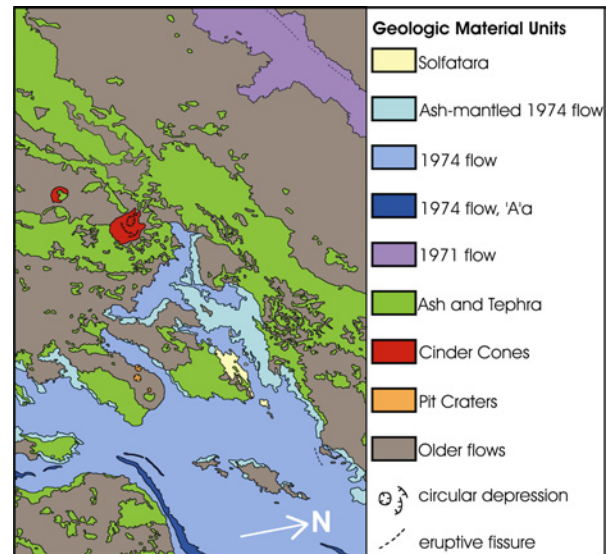 Geologic Material Units
Solfatara
Ash-mantled 1974 flow
1974 flow
1974 flow, 'A'a
1971 flow
Ash and Tephra
Cinder Cones
Pit Craters
Older flows
circular depression
eruptive fissure
N